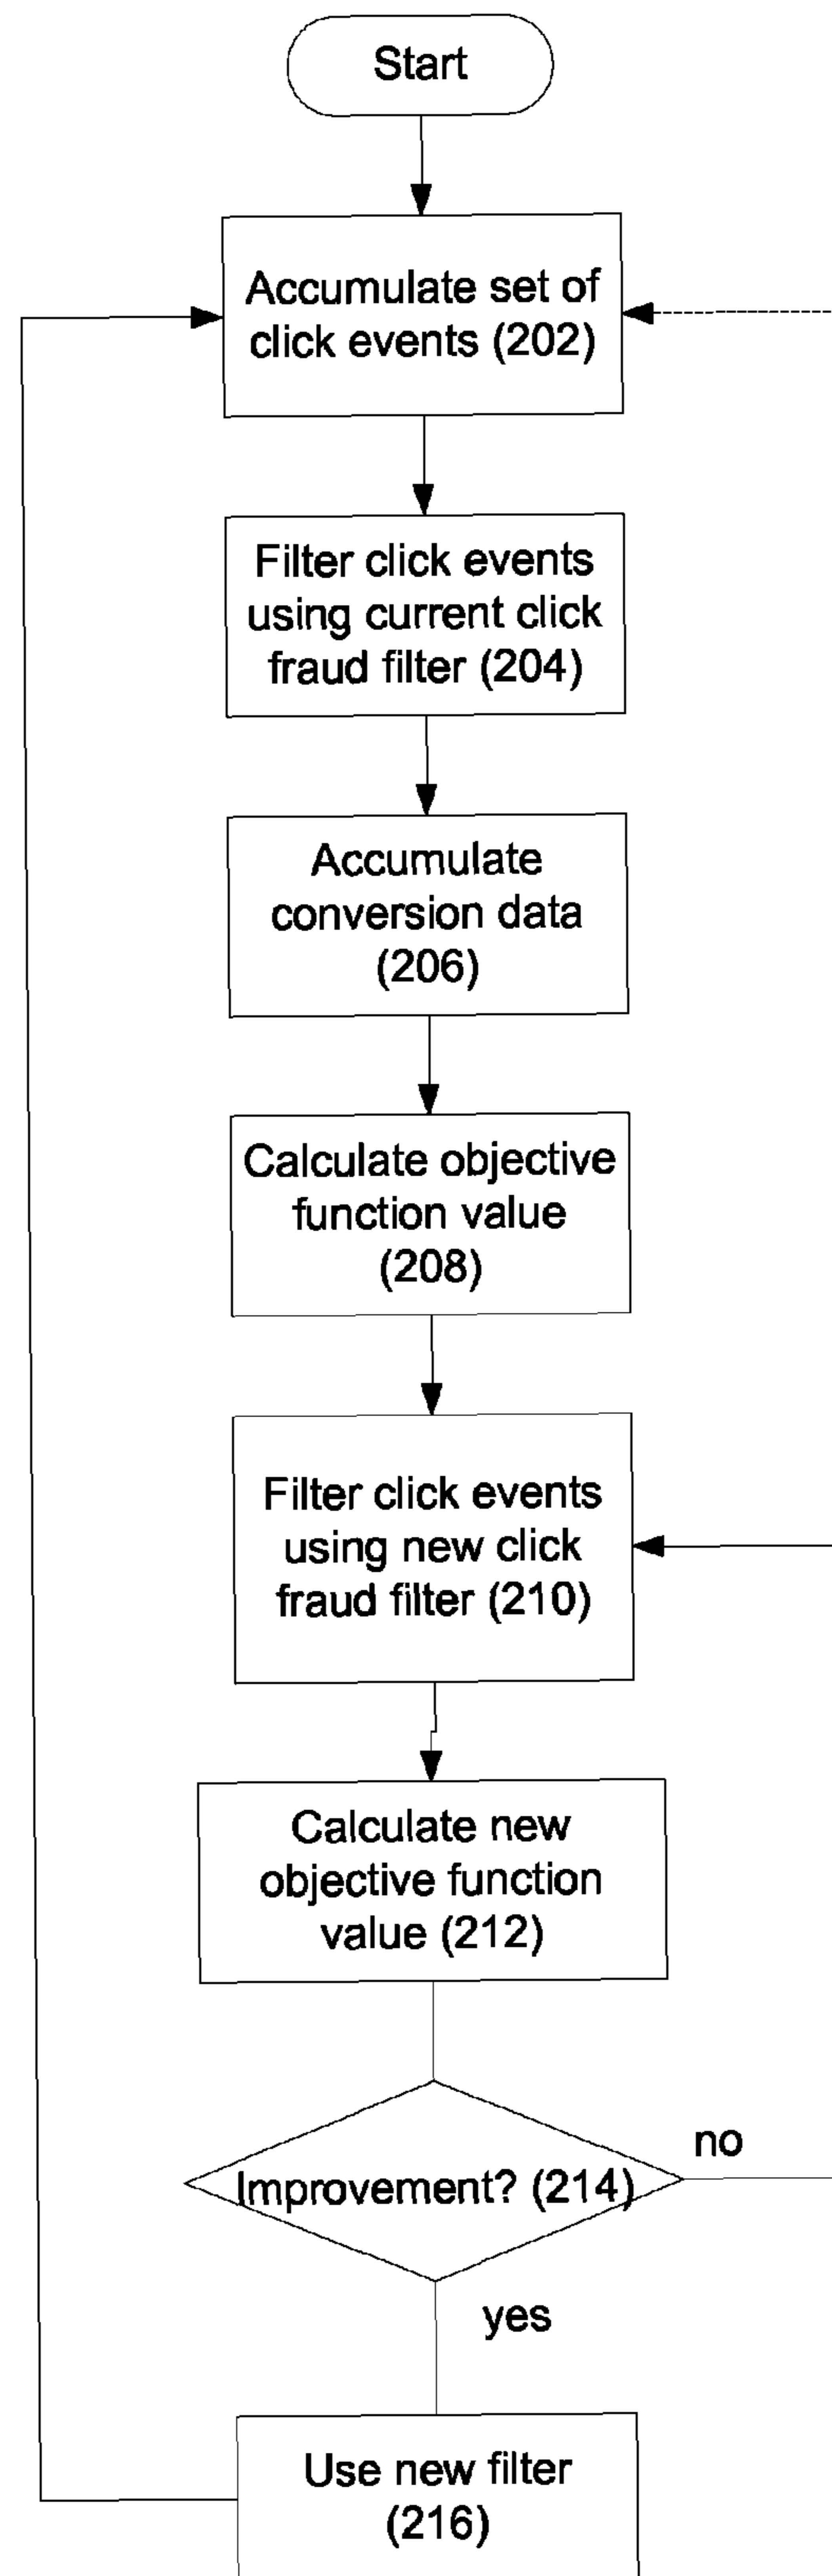 Start
Accumulate set of
click events (202)
Filter click events
using current click
fraud filter (204)
Accumulate
conversion data
(206)
Calculate objective
function value
(208)
Filter click events
using new click
fraud filter (210)
Calculate new
objective function
value (212)
no
Improvement? (214)
yes
Use new filter
(216)